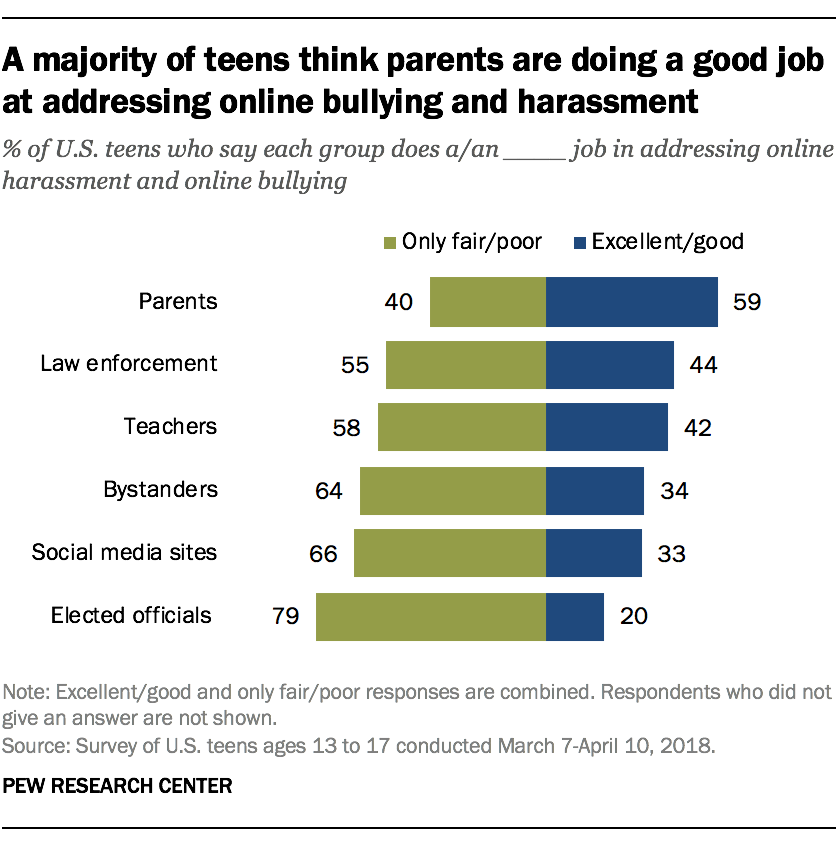 A majority of teens think parents are doing a good job
at addressing online bullying and harassment
% of U.S. teens who say each group does a/an _____ job in addressing online
harassment and online bullying
Only fair/poor Excellent/good
Parents 40 59
Law enforcement 55 44
Teachers 58 42
Bystanders 64 34
Social media sites 66 33
Elected officials 79 20
Note: Excellent/good and only fair/poor responses are combined. Respondents who did not
give an answer are not shown.
Source: Survey of U.S. teens ages 13 to 17 conducted March 7-April 10, 2018.
PEW RESEARCH CENTER